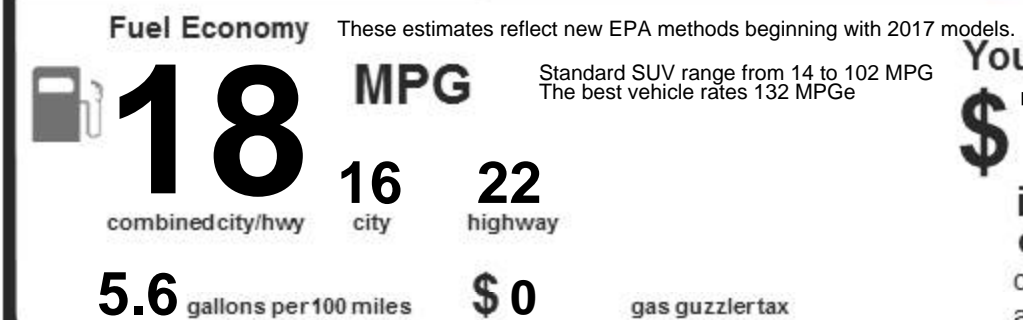 Fuel Economy These estimates reflect new EPA methods beginning with 2017 models.
18 MPG
Standard SUV range from 14 to 102 MPG
The best vehicle rates 132 MPGe
You
$
16 22
combined city/hwy city highway
5.6 gallons per 100 miles $ 0 gas guzzler tax